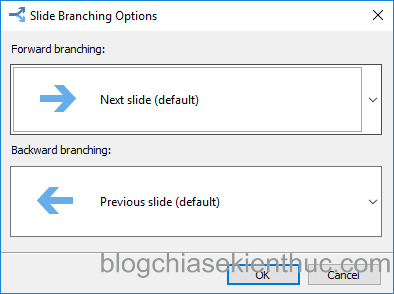 Slide Branching Options
Forward branching:
Next slide (default)
Backward branching:
Previous slide (default)
blogchiasekienthuc.com
OK
Cancel